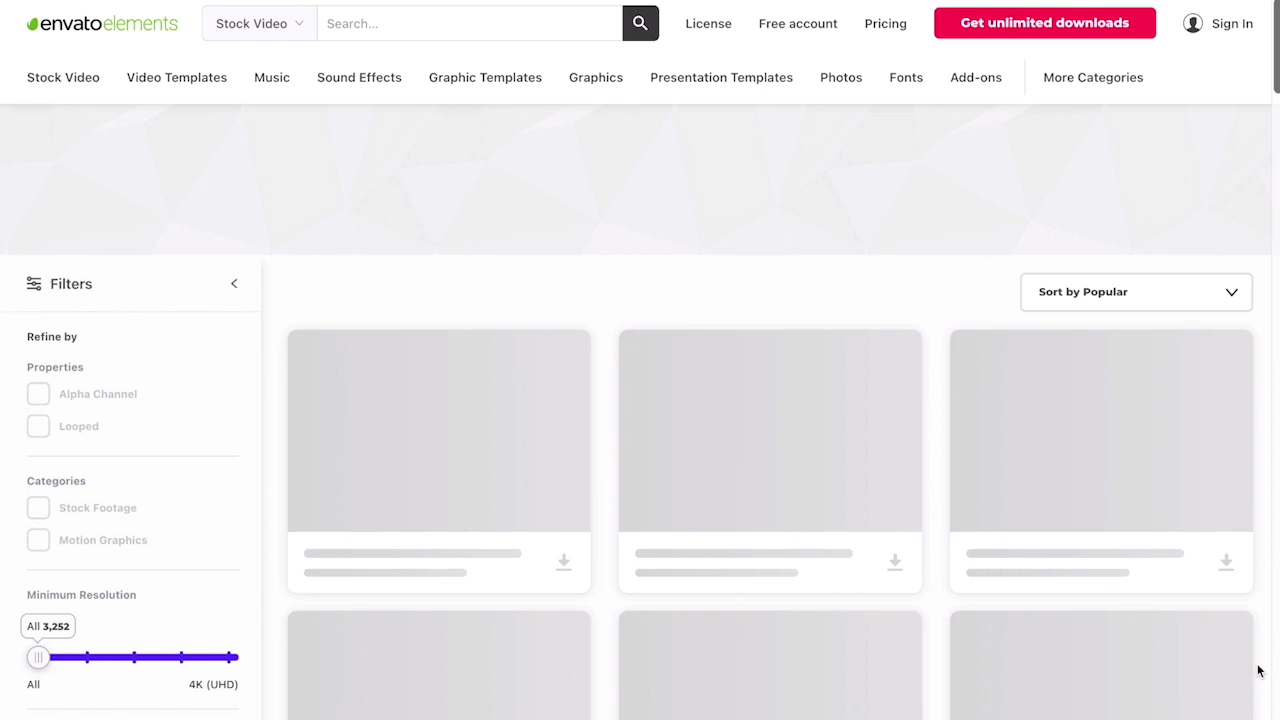 envatoelements
Stock Video
Search...
License
Free account
Pricing
Get unlimited downloads
Sign In
Stock Video
Video Templates
Music
Sound Effects
Graphic Templates
Graphics
Presentation Templates
Photos
Fonts
Add-ons
More Categories
Filters
Sort by Popular
Refine by
Properties
Alpha Channel
Looped
Categories
Stock Footage
Motion Graphics
Minimum Resolution
All 3,252
All
4K (UHD)